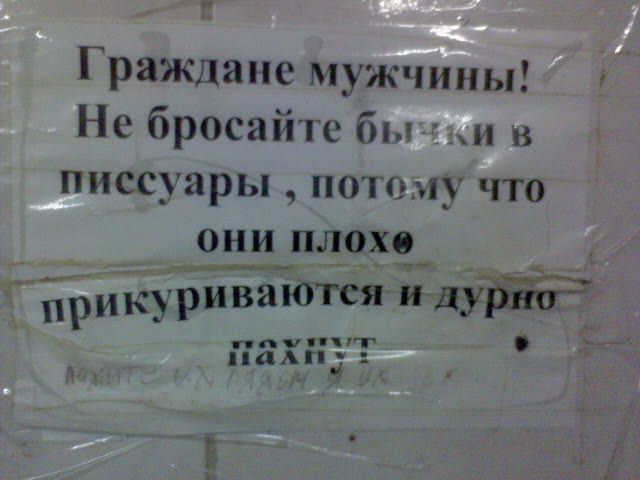 Граждане мужчины!
Не бросайте бычки в
писсуары , потому что
они плохо
прикуриваются и дурно
пахнут